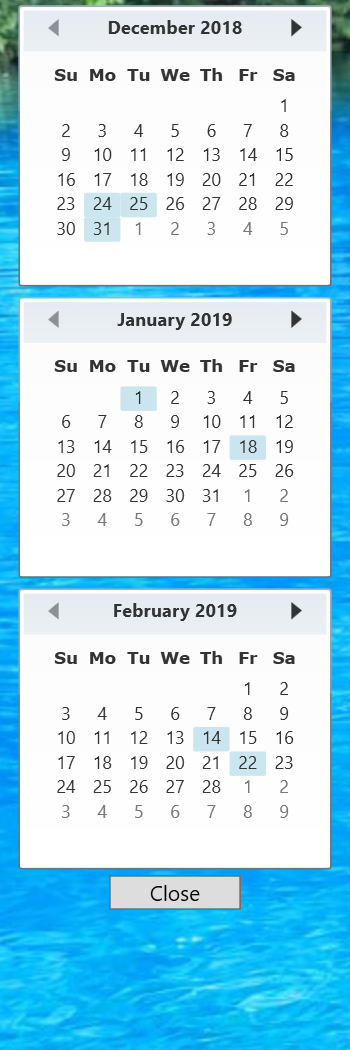 December 2018
Su Mo Tu We Th Fr Sa
1
2 3 4 5 6 7 8
9 10 11 12 13 14 15
16 17 18 19 20 21 22
23 24 25 26 27 28 29
30 31 1 2 3 4 5
January 2019
Su Mo Tu We Th Fr Sa
1 2 3 4 5
6 7 8 9 10 11 12
13 14 15 16 17 18 19
20 21 22 23 24 25 26
27 28 29 30 31 1 2
3 4 5 6 7 8 9
February 2019
Su Mo Tu We Th Fr Sa
1 2
3 4 5 6 7 8 9
10 11 12 13 14 15 16
17 18 19 20 21 22 23
24 25 26 27 28 1 2
3 4 5 6 7 8 9
Close